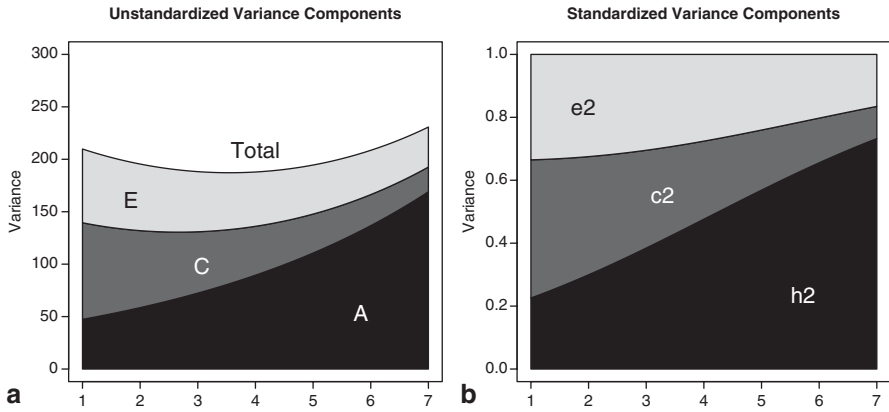 Unstandardized Variance Components
Variance
300
250
200
150
100
50
0
Total
E
C
A
1 2 3 4 5 6 7
a
Standardized Variance Components
Variance
1.0
0.8
0.6
0.4
0.2
0.0
e2
c2
h2
1 2 3 4 5 6 7
b